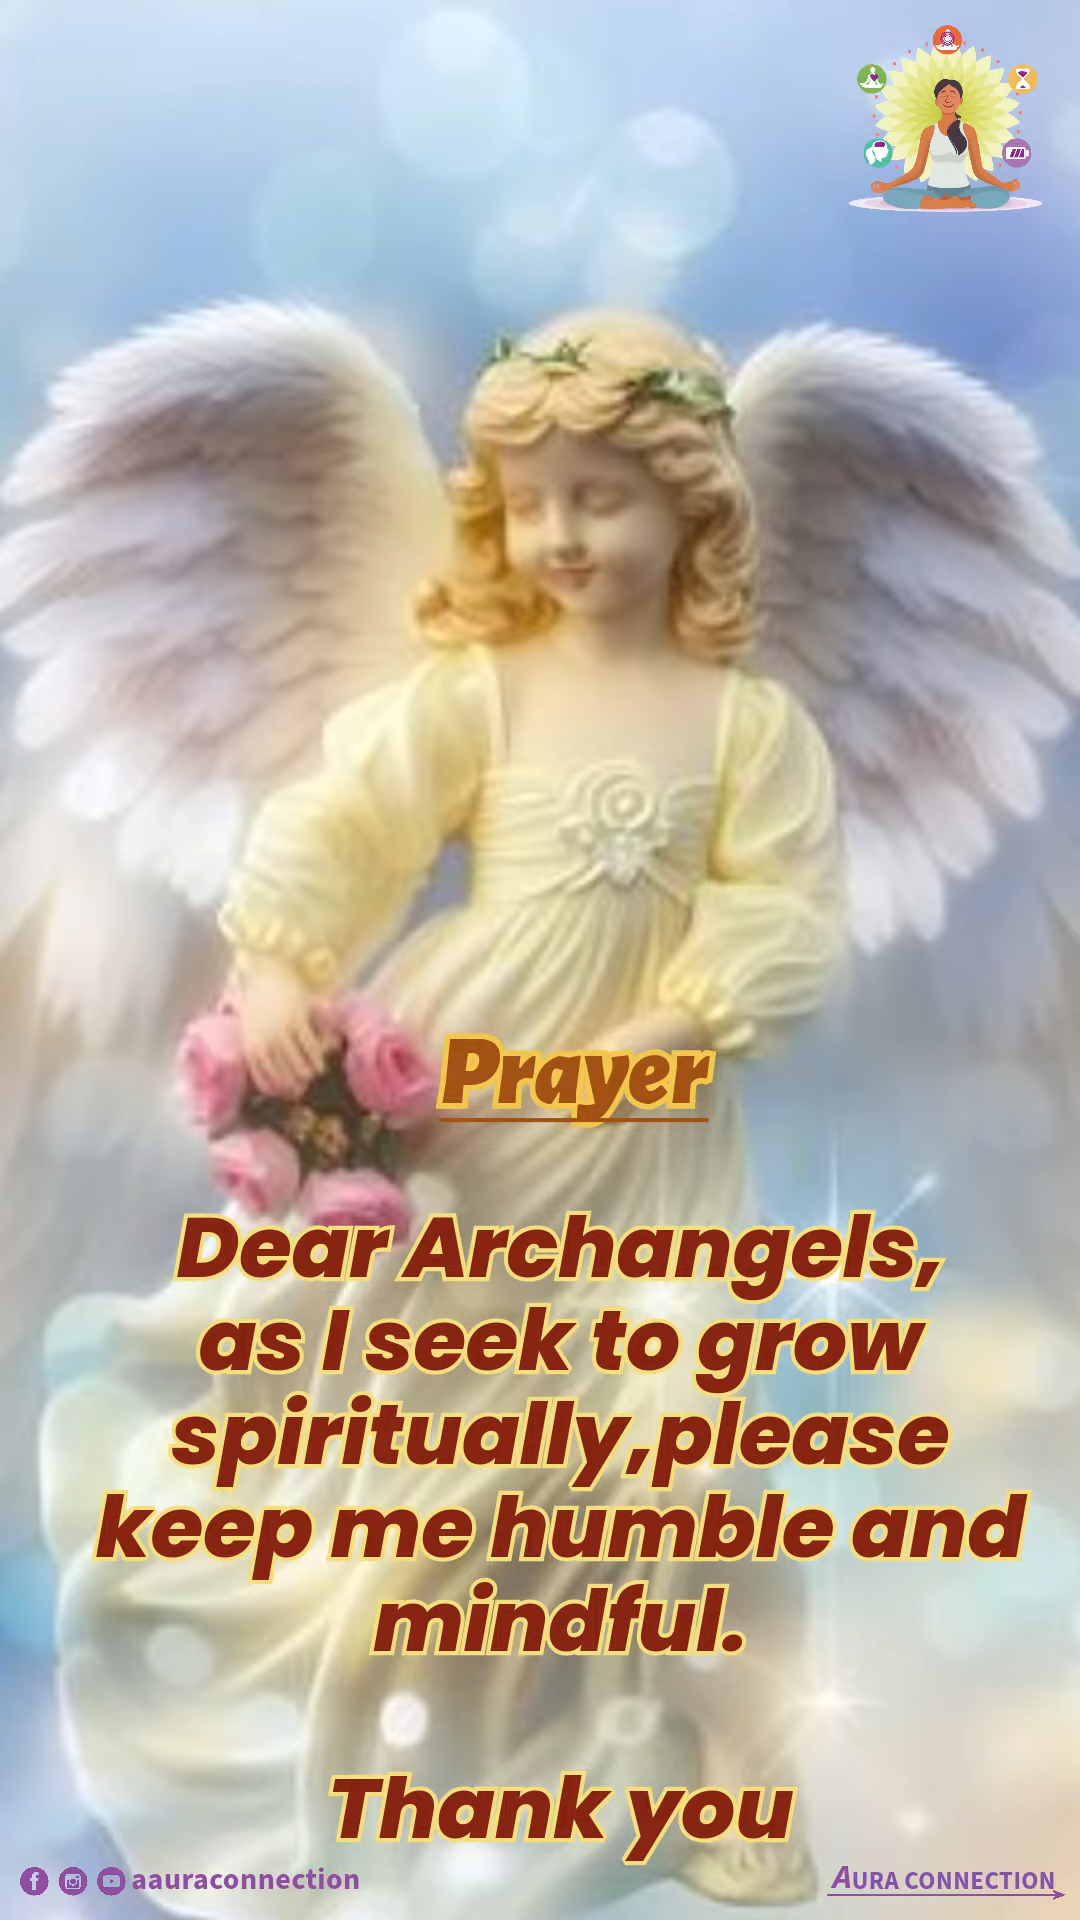 Prayer
Dear Archangels,
as I seek to grow
spiritually,please
keep me humble and
mindful.
Thank you
aauraconnection
AURA CONNECTION